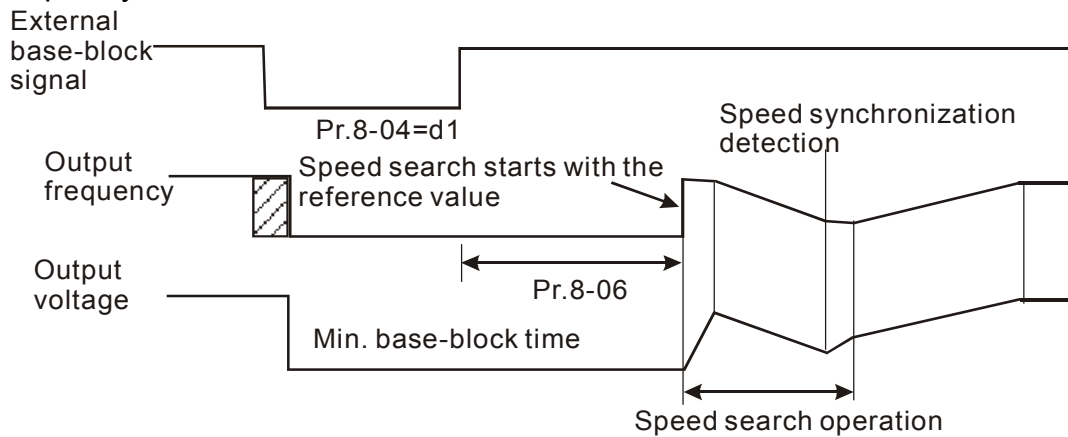 External
base-block
signal
Pr.8-04=d1
Speed synchronization
detection
Output
frequency
Speed search starts with the
reference value
Pr.8-06
Output
voltage
Min. base-block time
Speed search operation